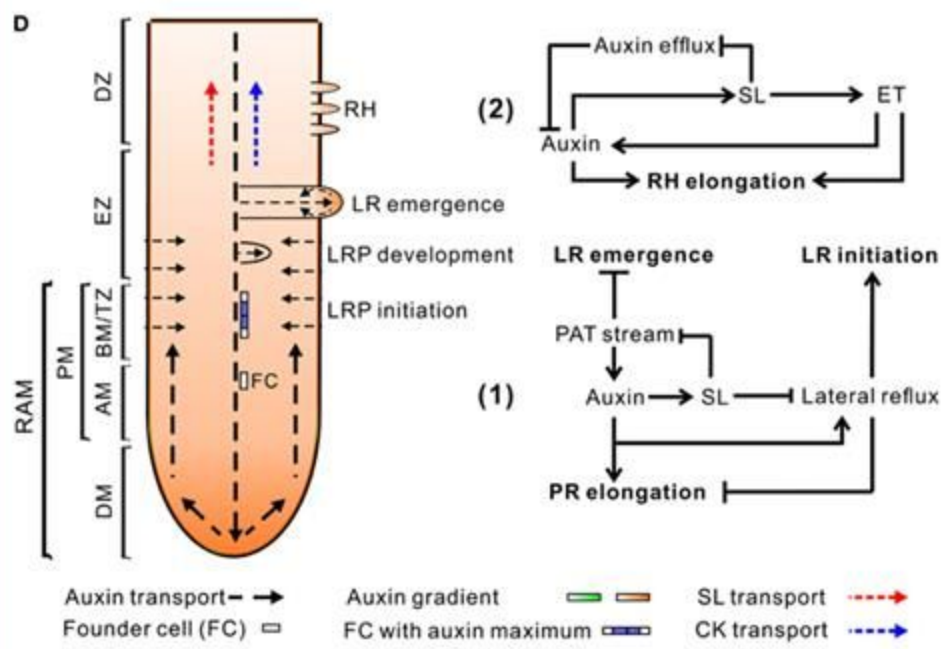 D
DZ
EZ
BM/TZ
AM
DM
PM
RAM
RH
LR emergence
LRP development
LRP initiation
FC
(2)
Auxin efflux
SL
ET
Auxin
RH elongation
(1)
LR emergence
LR initiation
PAT stream
Auxin
SL
Lateral reflux
PR elongation
Auxin transport
Auxin gradient
SL transport
Founder cell (FC)
FC with auxin maximum
CK transport